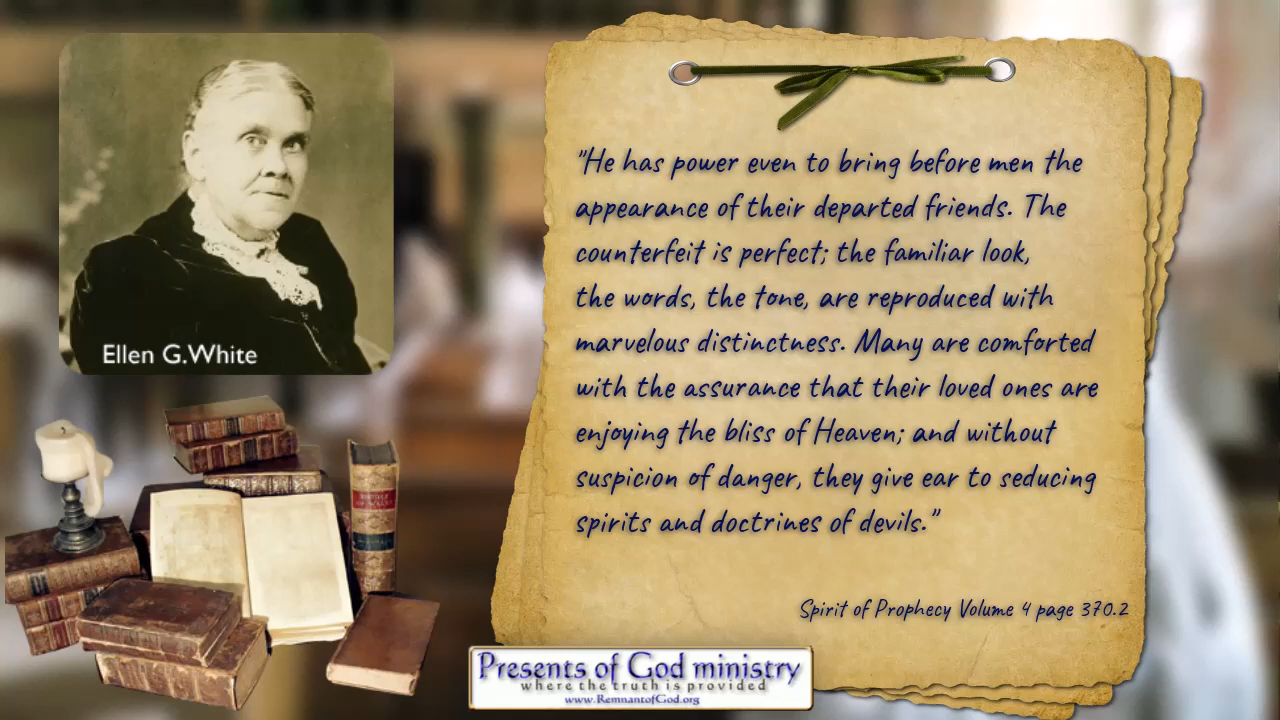 Ellen G.White
"He has power even to bring before men the
appearance of their departed friends. The
counterfeit is perfect; the familiar look,
the words, the tone, are reproduced with
marvelous distinctness. Many are comforted
with the assurance that their loved ones are
enjoying the bliss of Heaven; and without
suspicion of danger, they give ear to seducing
spirits and doctrines of devils."
Spirit of Prophecy Volume 4 page 370.2
Presents of God ministry
where the truth is provided
www.RemnantofGod.org